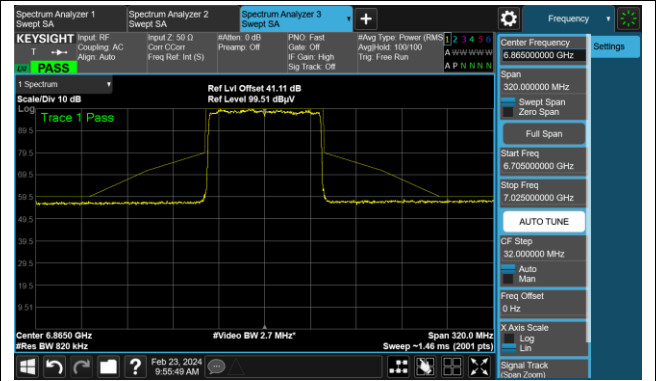 Spectrum Analyzer 1
Swept SA
Spectrum Analyzer 2
Swept SA
Spectrum Analyzer 3
Swept SA
Frequency
KEYSIGHT
T
PASS
Input: RF
Coupling: AC
Align: Auto
Input Z: 50 Ω
Corr CCorr
Freq Ref: Int (S)
#Atten: 0 dB
Preamp: Off
PNO: Fast
Gate: Off
IF Gain: High
Sig Track: Off
#Avg Type: Power (RMS
Avg|Hold: 100/100
Trig: Free Run
1 2 3 4 5 6
A W W W W W
A P N N N N
1 Spectrum
Scale/Div 10 dB
Ref Lvl Offset 41.11 dB
Ref Level 99.51 dBµV
Log
Trace 1 Pass
89.5
79.5
69.5
59.5
49.5
39.5
29.5
19.5
9.51
Center 6.8650 GHz
#Res BW 820 kHz
#Video BW 2.7 MHz*
Span 320.0 MHz
Sweep ~1.46 ms (2001 pts)
Feb 23, 2024
9:55:49 AM
Center Frequency
6.865000000 GHz
Span
320.000000 MHz
Swept Span
Zero Span
Full Span
Start Freq
6.705000000 GHz
Stop Freq
7.025000000 GHz
AUTO TUNE
CF Step
32.000000 MHz
Auto
Man
Freq Offset
0 Hz
X Axis Scale
Log
Lin
Signal Track
(Span Zoom)
Settings